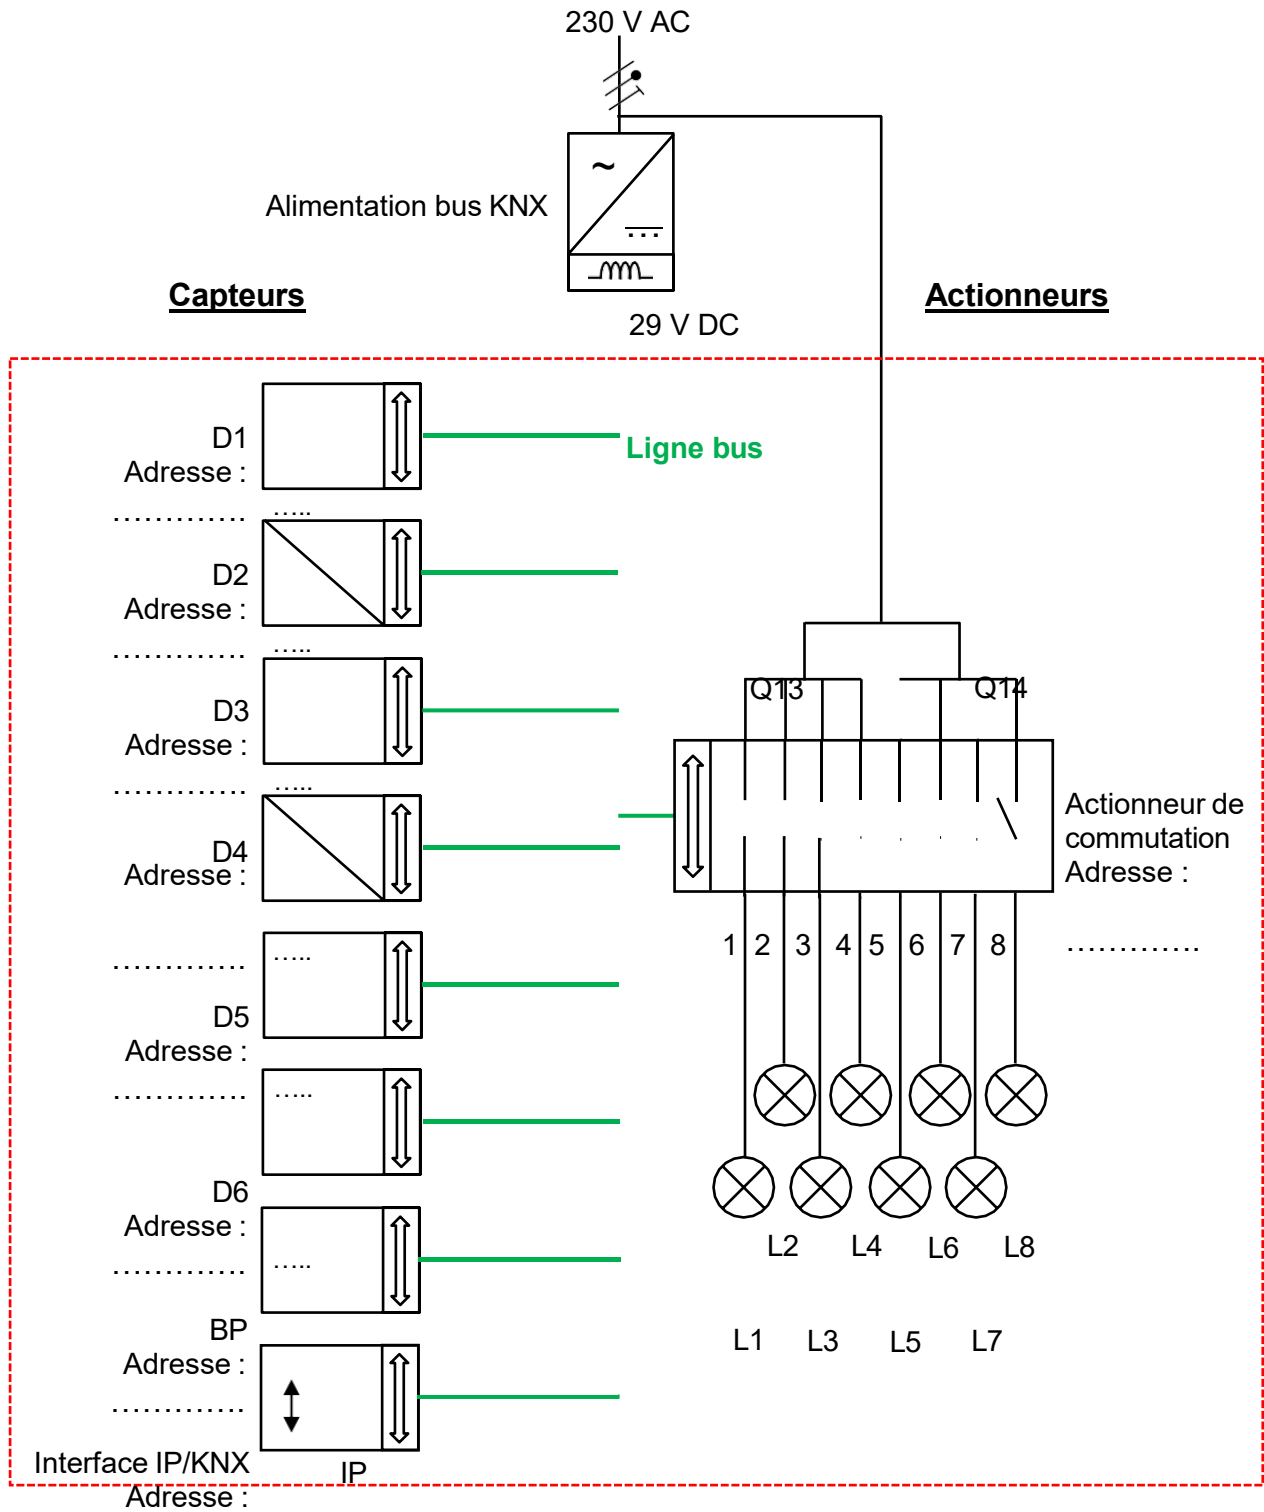 230 V AC
~
Alimentation bus KNX
Capteurs
Actionneurs
29 V DC
D1
Adresse :
Ligne bus
............. .....
D2
Adresse :
............. .....
D3
Adresse :
Q13
Q14
............. .....
D4
Adresse :
Actionneur de
commutation
Adresse :
.............
............. .....
1 2 3 4 5 6 7 8
D5
Adresse :
............. .....
D6
Adresse :
............. .....
L2 L4 L6 L8
BP
Adresse :
.............
L1 L3 L5 L7
Interface IP/KNX
IP
Adresse :